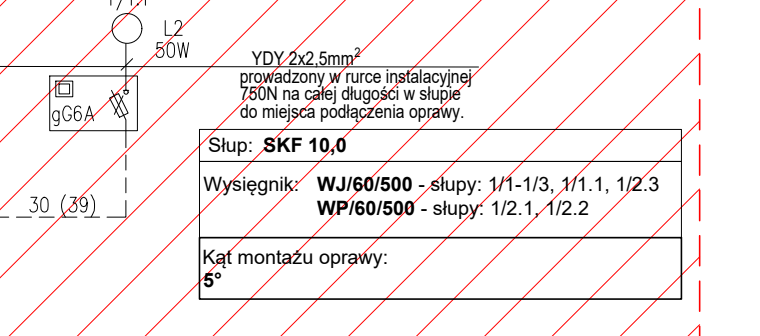 L2
50W
YDY 2x2,5mm²
prowadzony w rurce instalacyjnej
750N na całej długości w słupie
do miejsca podłączenia oprawy.
gG6A
Słup: SKF 10,0
Wysięgnik: WJ/60/500 - słupy: 1/1-1/3, 1/1.1, 1/2.3
WP/60/500 - słupy: 1/2.1, 1/2.2
30 (39)
Kąt montażu oprawy:
5°